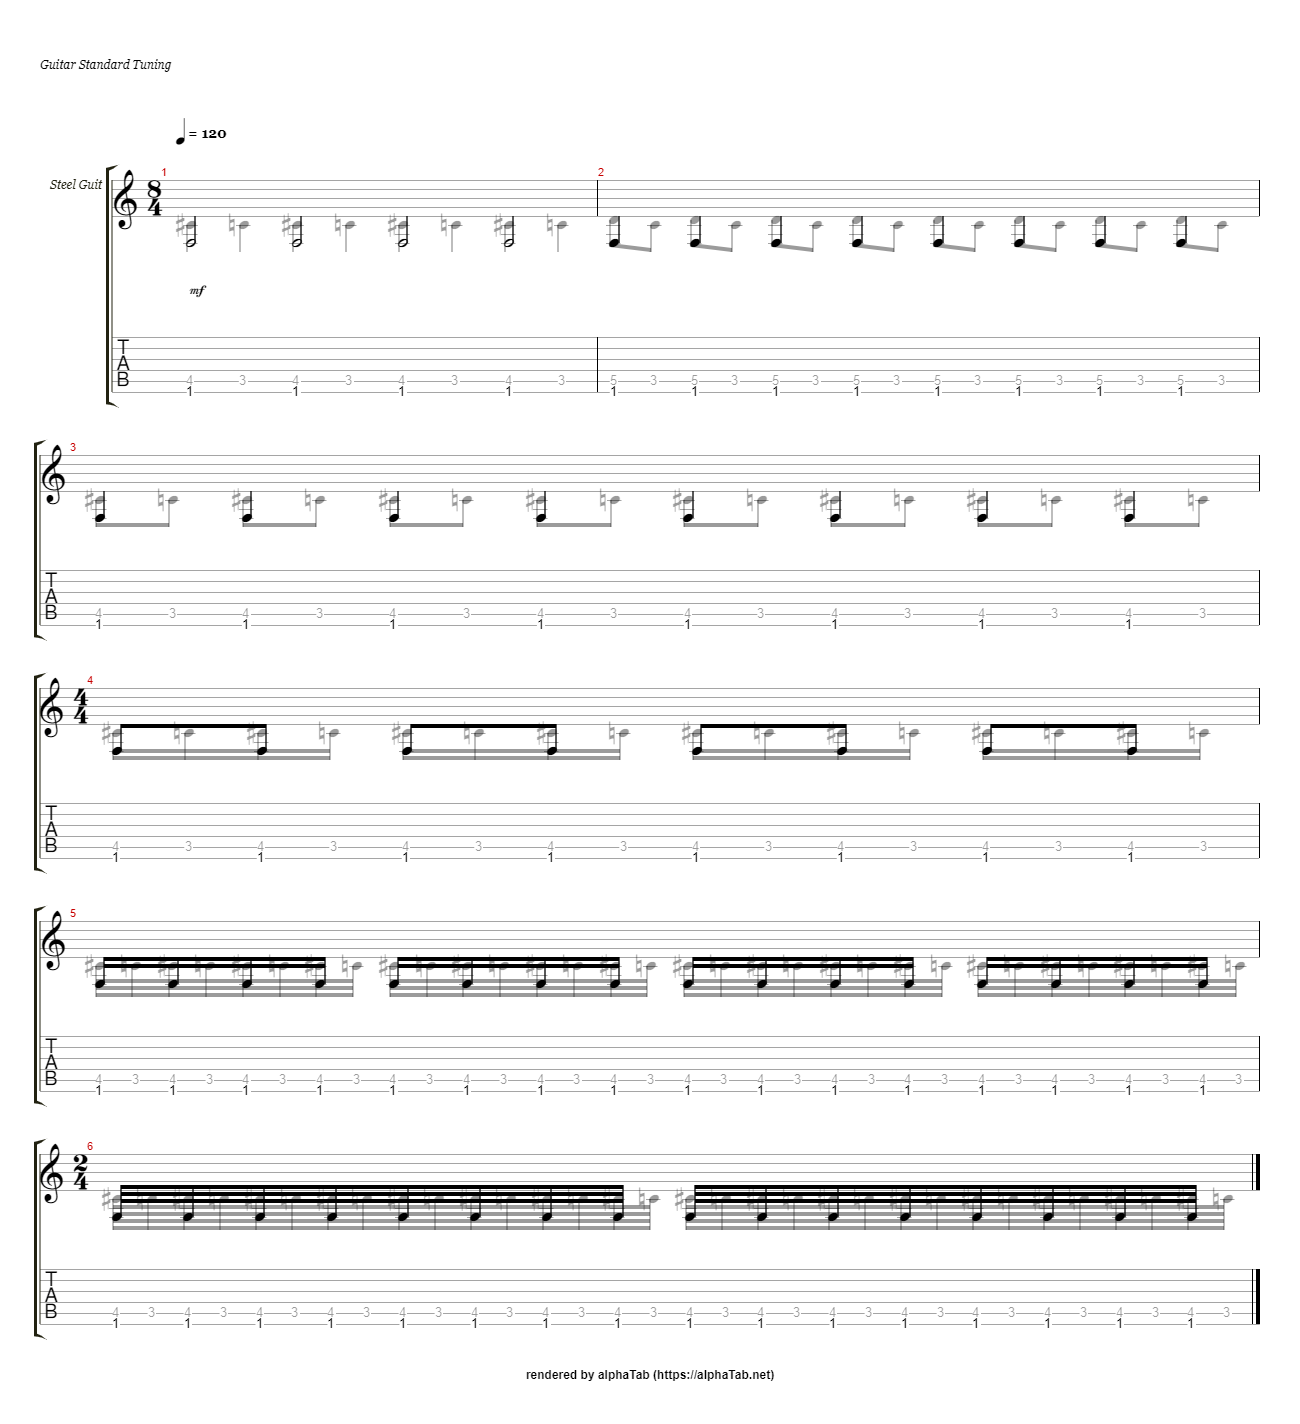 Guitar Standard Tuning
= 120
Steel Guit
1 2
8
4
mf
T
A
B
4 3 4 3 4 3 4 3 5 3 5 3 5 3 5 3 5 3 5 3 5 3 5 3
1 1 1 1 1 1 1 1 1 1 1 1
3
T
A
B
4 3 4 3 4 3 4 3 4 3 4 3 4 3 4 3
1 1 1 1 1 1 1 1
4
4
4
T
A
B
4 3 4 3 4 3 4 3 4 3 4 3 4 3 4 3
1 1 1 1 1 1 1 1
5
T
A
B
4 3 4 3 4 3 4 3 4 3 4 3 4 3 4 3 4 3 4 3 4 3 4 3 4 3 4 3 4 3 4 3
1 1 1 1 1 1 1 1 1 1 1 1 1 1 1 1
6
2
4
T
A
B
4 3 4 3 4 3 4 3 4 3 4 3 4 3 4 3 4 3 4 3 4 3 4 3 4 3 4 3 4 3 4 3
1 1 1 1 1 1 1 1 1 1 1 1 1 1 1 1
rendered by alphaTab (https://alphaTab.net)